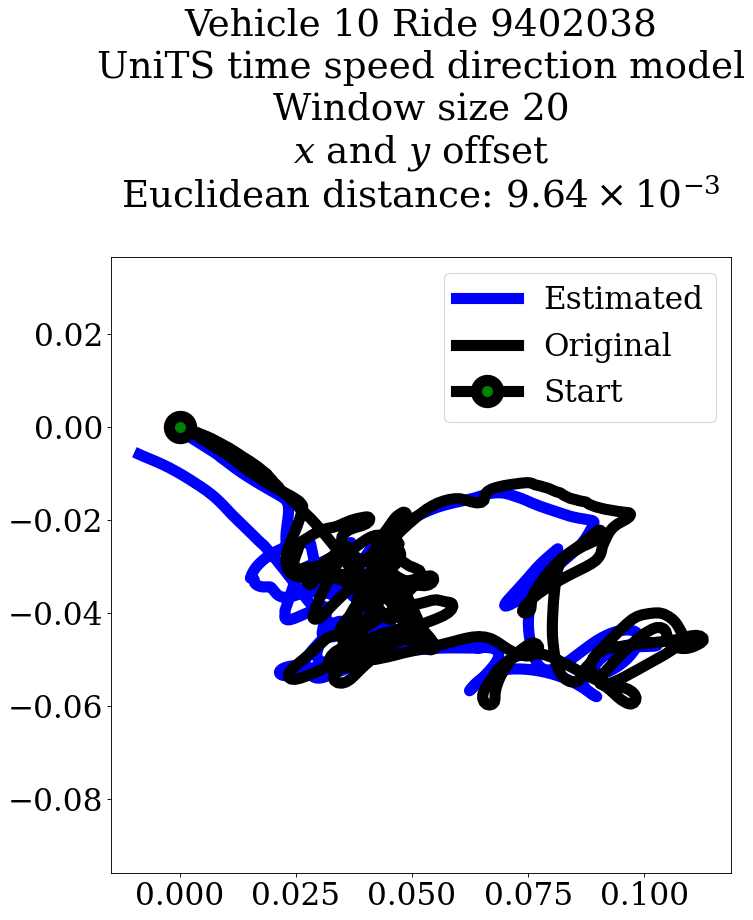 Vehicle 10 Ride 9402038
UniTS time speed direction model
Window size 20
x and y offset
Euclidean distance: 9.64 × 10⁻³
Estimated
Original
Start
0.02
0.00
−0.02
−0.04
−0.06
−0.08
0.000 0.025 0.050 0.075 0.100